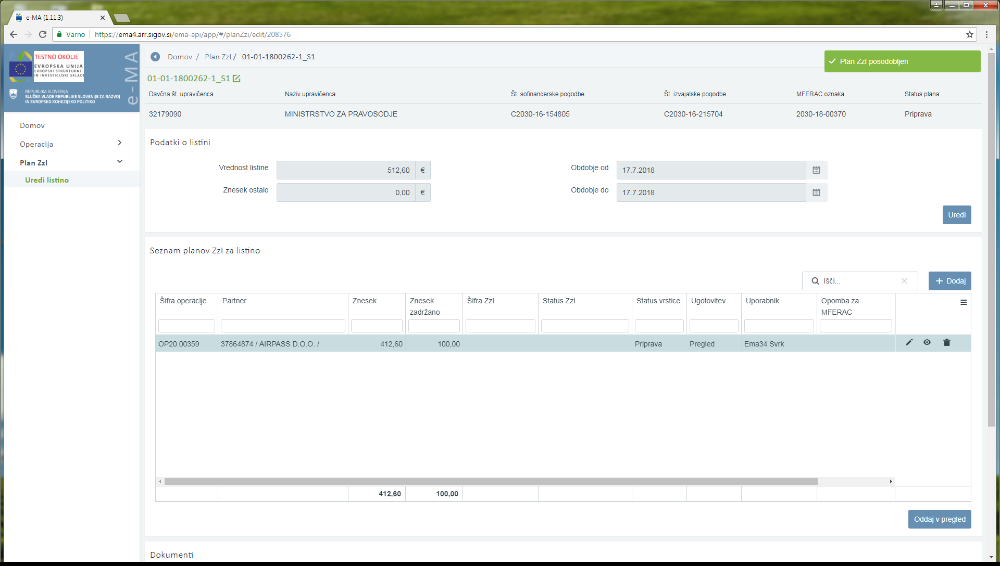 e-MA (1.11.3)
Varno
https://ema4.arr.sigov.si/ema-api/app/#/planZzi/edit/208576
TESTNO OKOLJE
EVROPSKA UNIJA
EVROPSKI STRUKTURNI
IN INVESTICIJSKI SKLADI
e-MA
REPUBLIKA SLOVENIJA
SLUŽBA VLADE REPUBLIKE SLOVENIJE ZA RAZVOJ
IN EVROPSKO KOHEZIJSKO POLITIKO
Domov
Operacija
Plan ZzI
Uredi listino
Domov / Plan ZzI / 01-01-1800262-1_S1
Plan ZzI posodobljen
01-01-1800262-1_S1
Davčna št. upravičenca Naziv upravičenca Št. sofinancerske pogodbe Št. izvajalske pogodbe MFERAC oznaka Status plana
32179090 MINISTRSTVO ZA PRAVOSODJE C2030-16-154805 C2030-16-215704 2030-18-00370 Priprava
Podatki o listini
Vrednost listine 512,60 € Obdobje od 17.7.2018
Znesek ostalo 0,00 € Obdobje do 17.7.2018
Uredi
Seznam planov ZzI za listino
Išči... + Dodaj
Šifra operacije Partner Znesek Znesek zadržano Šifra ZzI Status ZzI Status vrstice Ugotovitev Uporabnik Opomba za MFERAC
OP20.00359 37864874 / AIRPASS D.O.O. / 412,60 100,00 Priprava Pregled Ema34 Svrk
412,60 100,00
Oddaj v pregled
Dokumenti